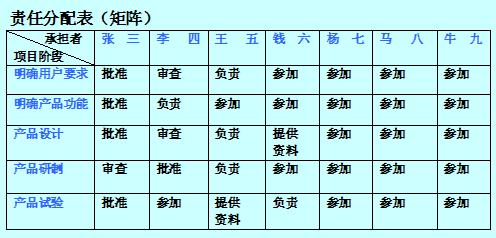 责任分配表（矩阵）
承担者 张 三 李 四 王 五 钱 六 杨 七 马 八 牛 九
项目阶段
明确用户要求 批准 审查 负责 参加 参加 参加 参加
明确产品功能 批准 负责 参加 参加 参加 参加 参加
产品设计 批准 审查 负责 提供 参加 参加 参加
资料
产品研制 审查 批准 负责 参加 参加 参加 参加
产品试验 批准 参加 提供 负责 参加 参加 参加
资料